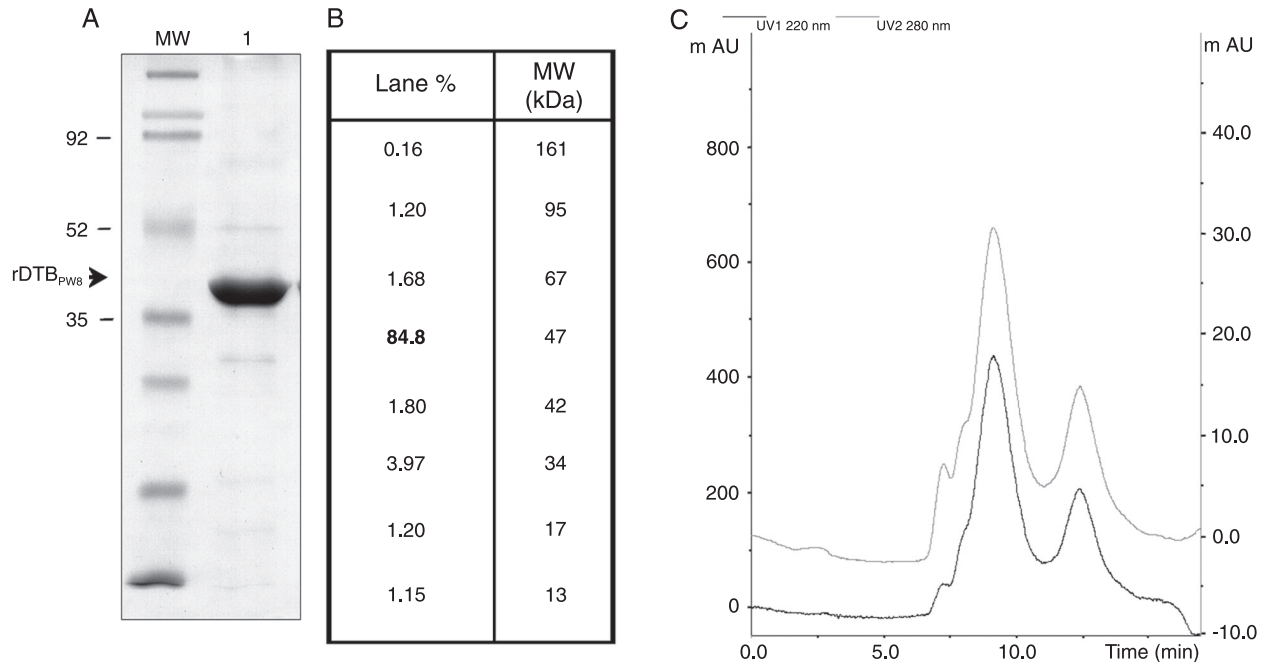 A
MW 1
92
52
rDTBPW8
35
B
Lane % MW (kDa)
0.16 161
1.20 95
1.68 67
84.8 47
1.80 42
3.97 34
1.20 17
1.15 13
C
UV1 220 nm UV2 280 nm
m AU m AU
800
600
400
200
0
40.0
30.0
20.0
10.0
0.0
-10.0
0.0 5.0 10.0 Time (min)